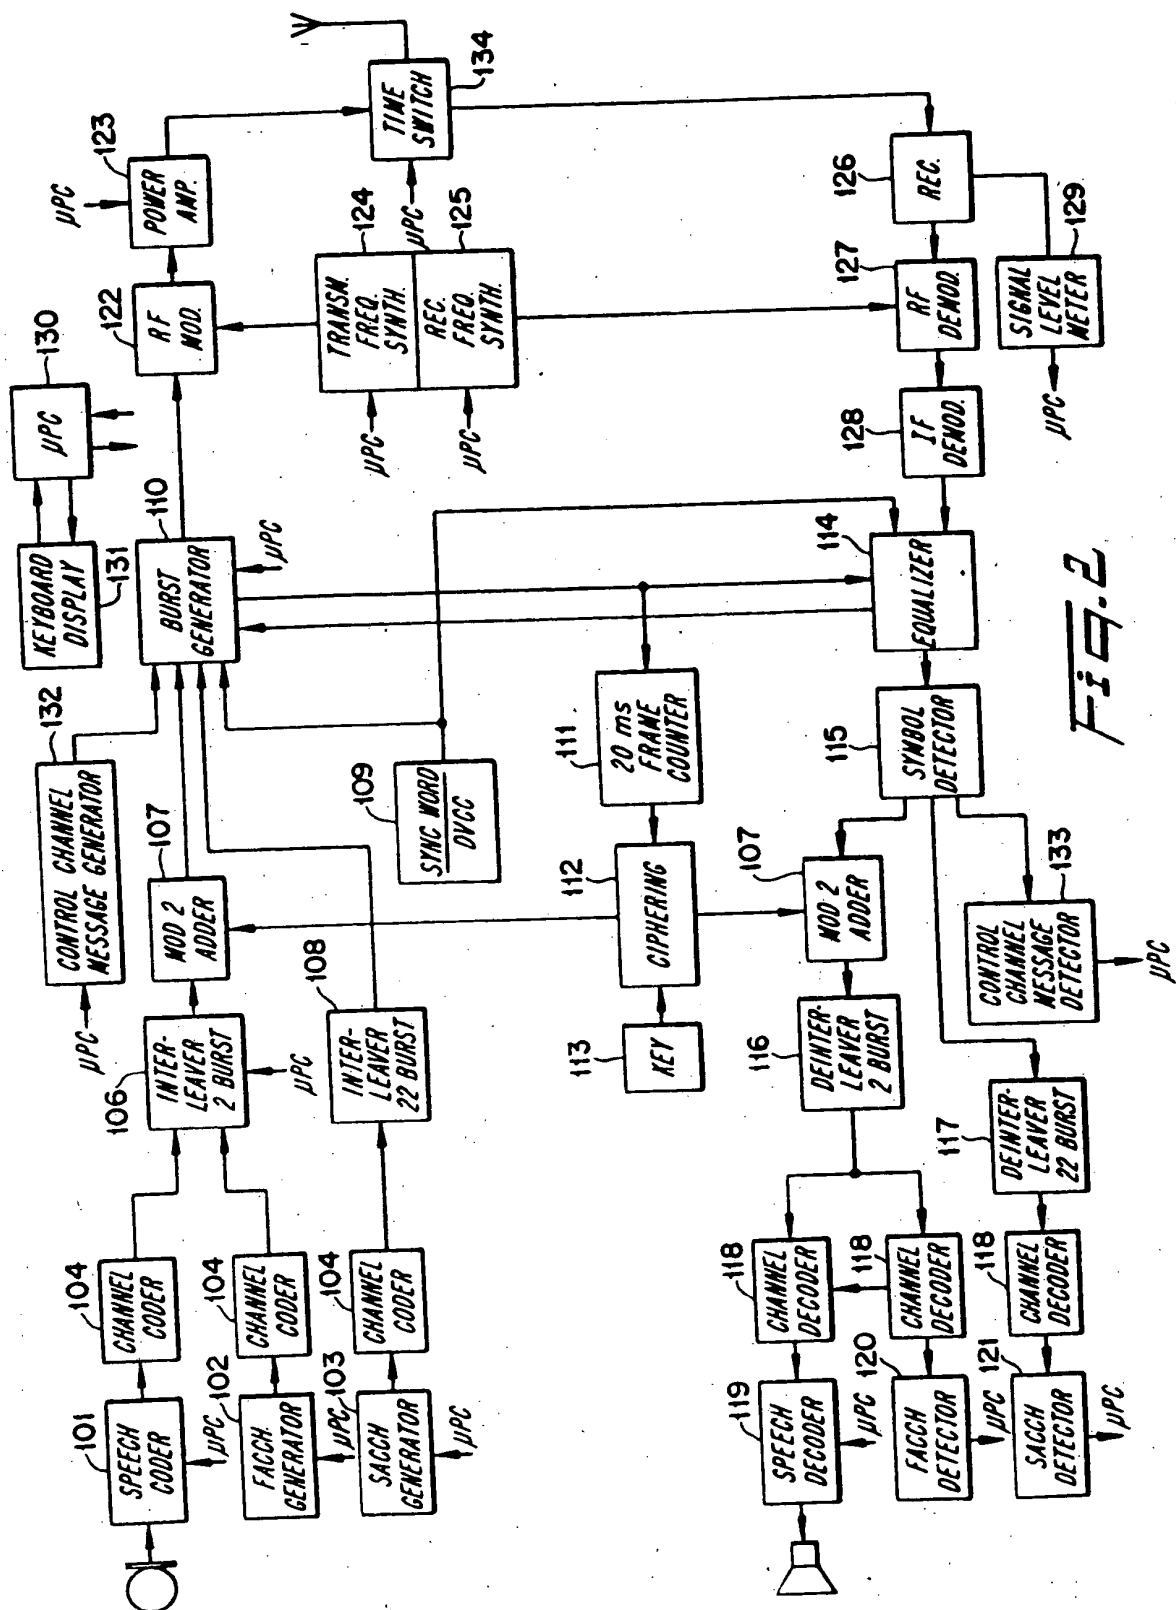 101
SPEECH
CODER
µPC
104
CHANNEL
CODER
102
FACCH.
GENERATOR
µPC
104
CHANNEL
CODER
103
SACCH
GENERATOR
µPC
104
CHANNEL
CODER
106
INTER-
LEAVER
2 BURST
µPC
108
INTER-
LEAVER
22 BURST
107
MOD 2
ADDER
132
CONTROL CHANNEL
MESSAGE GENERATOR
µPC
109
SYNC WORD
DVCC
110
BURST
GENERATOR
µPC
131
KEYBOARD
DISPLAY
130
µPC
122
RF
MOD.
123
POWER
AMP.
µPC
134
TIME
SWITCH
µPC
124
TRANSM.
FREQ.
SYNTH.
µPC
125
REC.
FREQ.
SYNTH.
µPC
113
KEY
112
CIPHERING
111
20 ms
FRAME
COUNTER
126
REC.
127
RF
DEMOD.
128
IF
DEMOD.
129
SIGNAL
LEVEL
METER
µPC
114
EQUALIZER
115
SYMBOL
DETECTOR
107
MOD 2
ADDER
133
CONTROL
CHANNEL
MESSAGE
DETECTOR
µPC
116
DEINTER-
LEAVER
2 BURST
117
DEINTER-
LEAVER
22 BURST
118
CHANNEL
DECODER
118
CHANNEL
DECODER
118
CHANNEL
DECODER
119
SPEECH
DECODER
µPC
120
FACCH
DETECTOR
µPC
121
SACCH
DETECTOR
µPC
Fig. 2